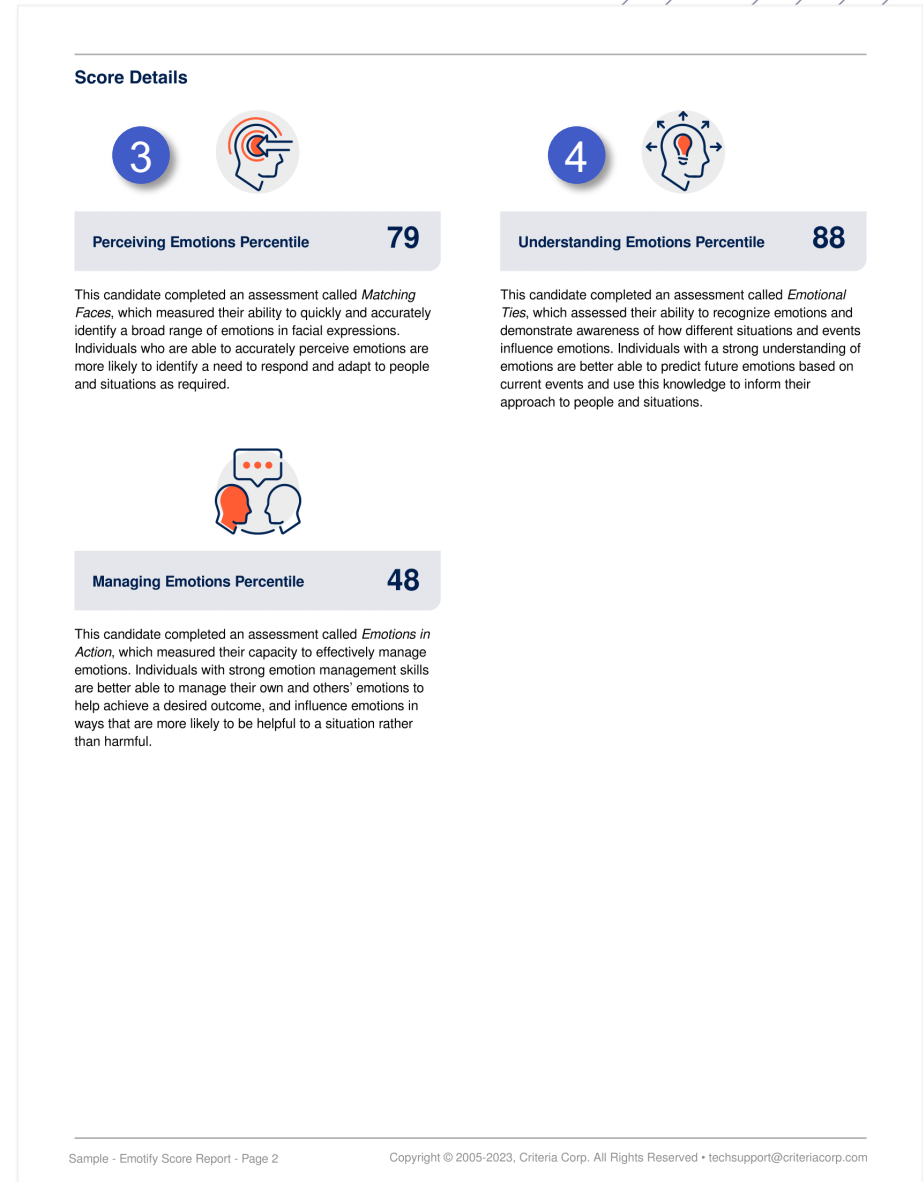 Score Details
3
4
Perceiving Emotions Percentile 79
This candidate completed an assessment called Matching
Faces, which measured their ability to quickly and accurately
identify a broad range of emotions in facial expressions.
Individuals who are able to accurately perceive emotions are
more likely to identify a need to respond and adapt to people
and situations as required.
Understanding Emotions Percentile 88
This candidate completed an assessment called Emotional
Ties, which assessed their ability to recognize emotions and
demonstrate awareness of how different situations and events
influence emotions. Individuals with a strong understanding of
emotions are better able to predict future emotions based on
current events and use this knowledge to inform their
approach to people and situations.
Managing Emotions Percentile 48
This candidate completed an assessment called Emotions in
Action, which measured their capacity to effectively manage
emotions. Individuals with strong emotion management skills
are better able to manage their own and others’ emotions to
help achieve a desired outcome, and influence emotions in
ways that are more likely to be helpful to a situation rather
than harmful.
Sample - Emotify Score Report - Page 2
Copyright © 2005-2023, Criteria Corp. All Rights Reserved • techsupport@criteriacorp.com